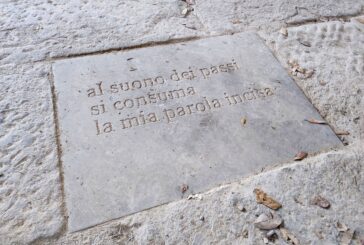 al suono dei passi
si consuma
la mia parola incisa